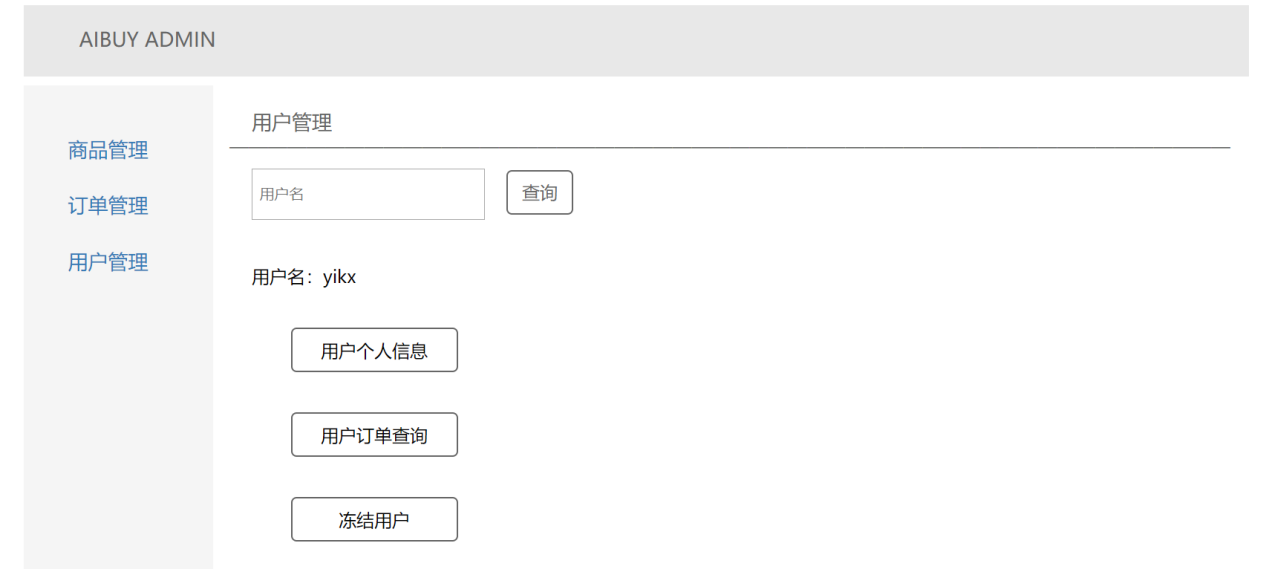 AIBUY ADMIN
商品管理
订单管理
用户管理
用户管理
用户名
查询
用户名：yikx
用户个人信息
用户订单查询
冻结用户